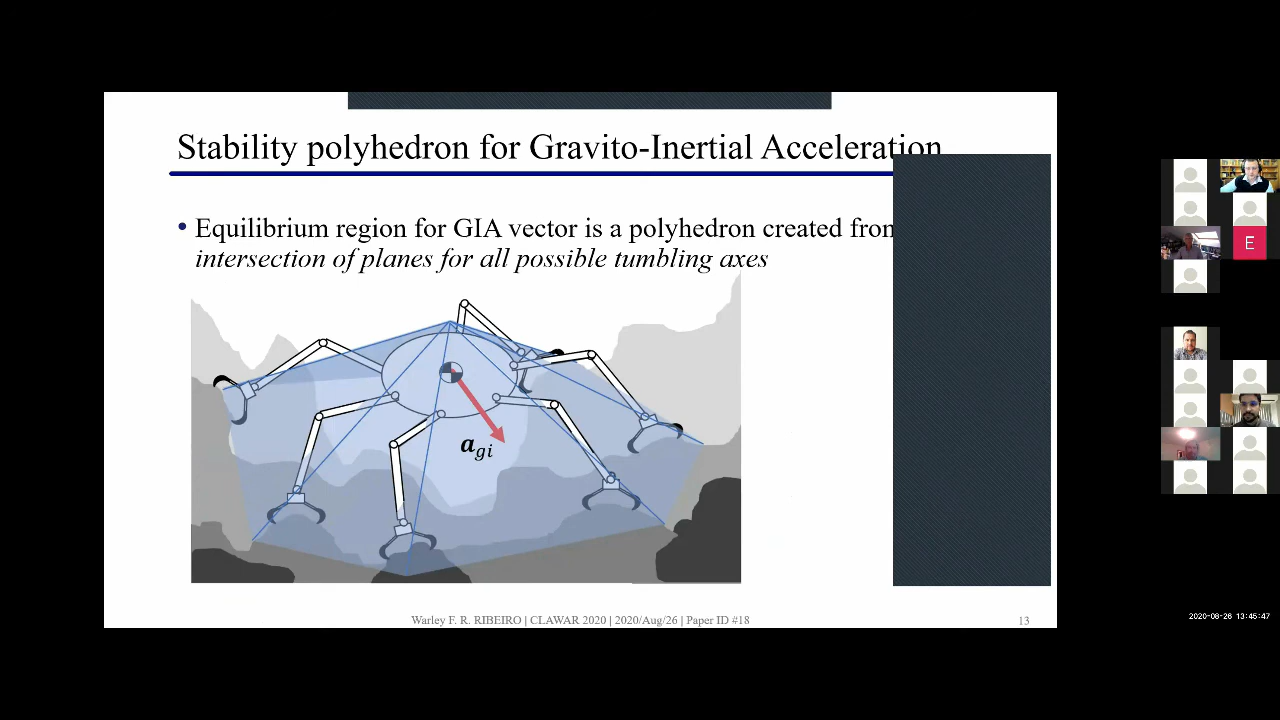 Stability polyhedron for Gravito-Inertial Acceleration
• Equilibrium region for GIA vector is a polyhedron created from
intersection of planes for all possible tumbling axes
a_gi
E
Warley F. R. RIBEIRO | CLAWAR 2020 | 2020/Aug/26 | Paper ID #18
13
2020-08-26 13:45:47